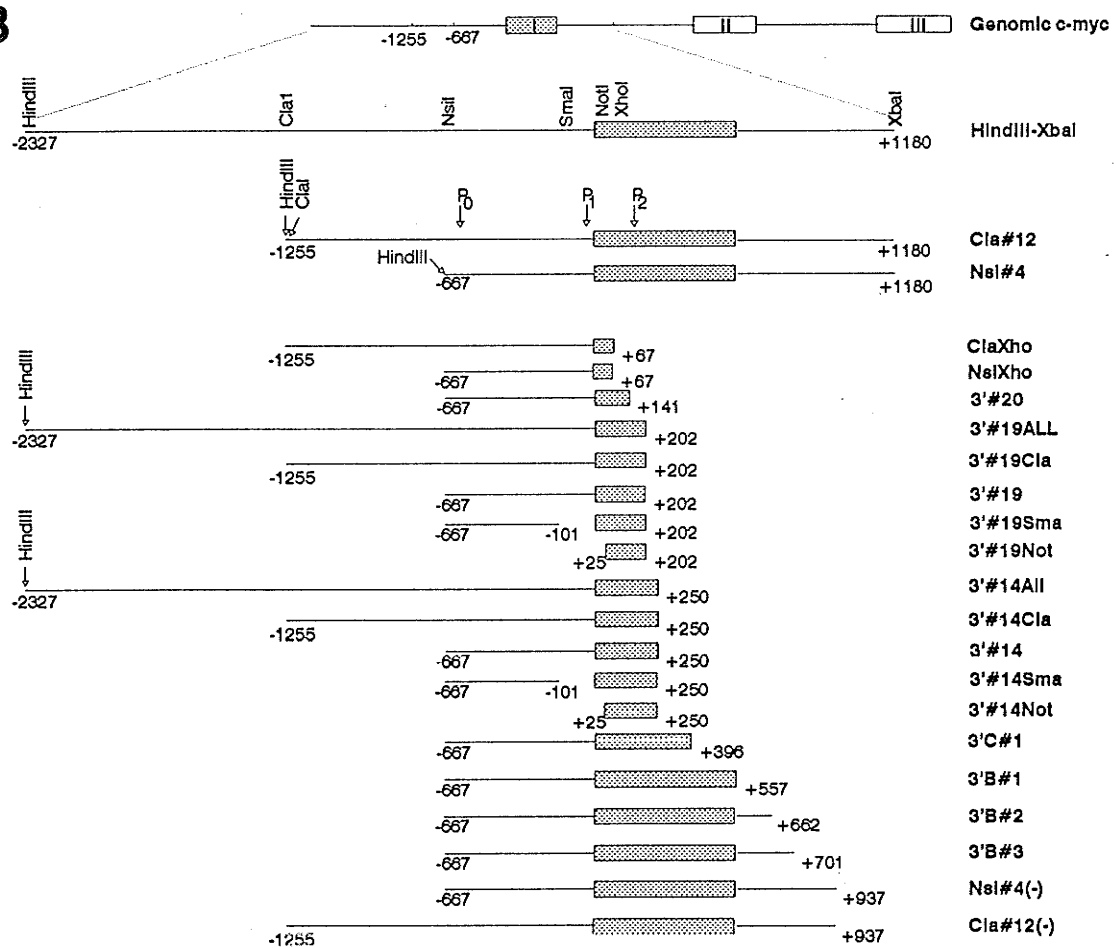 B
-1255 -667 I II III Genomic c-myc
HindIII Cla1 NsiI SmaI NotI XhoI XbaI
-2327 +1180 HindIII-XbaI
HindIII ClaI P0 P1 P2
-1255 +1180 Cla#12
HindIII -667 +1180 Nsi#4
-1255 +67 ClaXho
-667 +67 NsiXho
-667 +141 3'#20
HindIII
-2327 +202 3'#19ALL
-1255 +202 3'#19Cla
-667 +202 3'#19
-667 -101 +202 3'#19Sma
+25 +202 3'#19Not
HindIII
-2327 +250 3'#14All
-1255 +250 3'#14Cla
-667 +250 3'#14
-667 -101 +250 3'#14Sma
+25 +250 3'#14Not
-667 +396 3'C#1
-667 +557 3'B#1
-667 +662 3'B#2
-667 +701 3'B#3
-667 +937 Nsi#4(-)
-1255 +937 Cla#12(-)